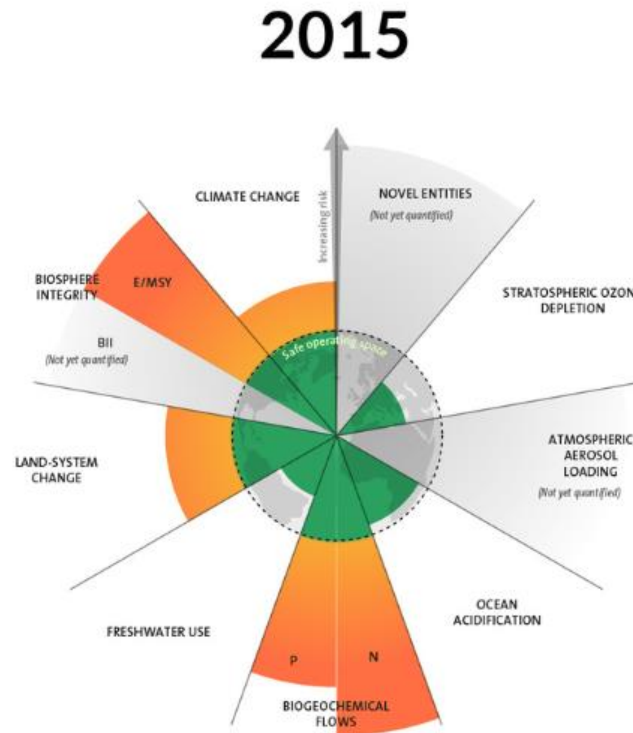 2015
CLIMATE CHANGE
Increasing risk
NOVEL ENTITIES
(Not yet quantified)
BIOSPHERE
INTEGRITY
E/MSY
BII
(Not yet quantified)
STRATOSPHERIC OZON
DEPLETION
Safe operating space
LAND-SYSTEM
CHANGE
ATMOSPHERIC
AEROSOL
LOADING
(Not yet quantified)
FRESHWATER USE
OCEAN
ACIDIFICATION
P
N
BIOGEOCHEMICAL
FLOWS